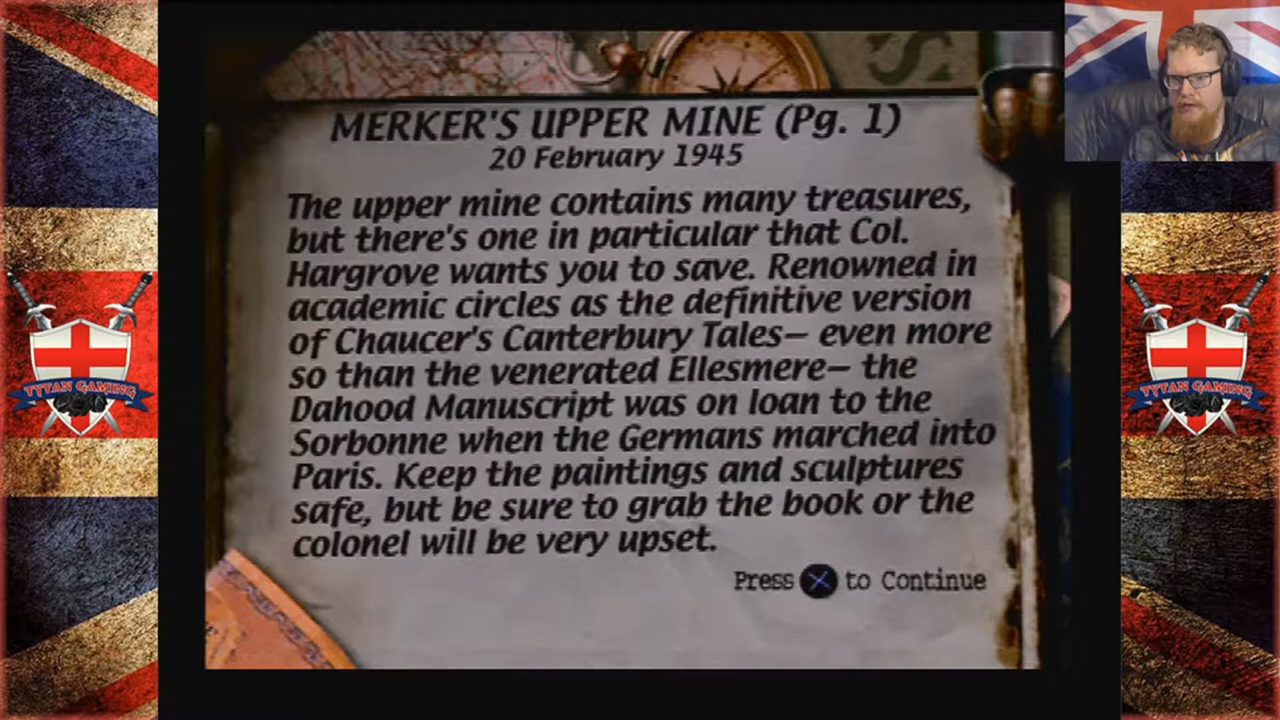 MERKER'S UPPER MINE (Pg. 1)
20 February 1945
The upper mine contains many treasures,
but there's one in particular that Col.
Hargrove wants you to save. Renowned in
academic circles as the definitive version
of Chaucer's Canterbury Tales— even more
so than the venerated Ellesmere— the
Dahood Manuscript was on loan to the
Sorbonne when the Germans marched into
Paris. Keep the paintings and sculptures
safe, but be sure to grab the book or the
colonel will be very upset.
Press X to Continue
TYTAN GAMING
TYTAN GAMING